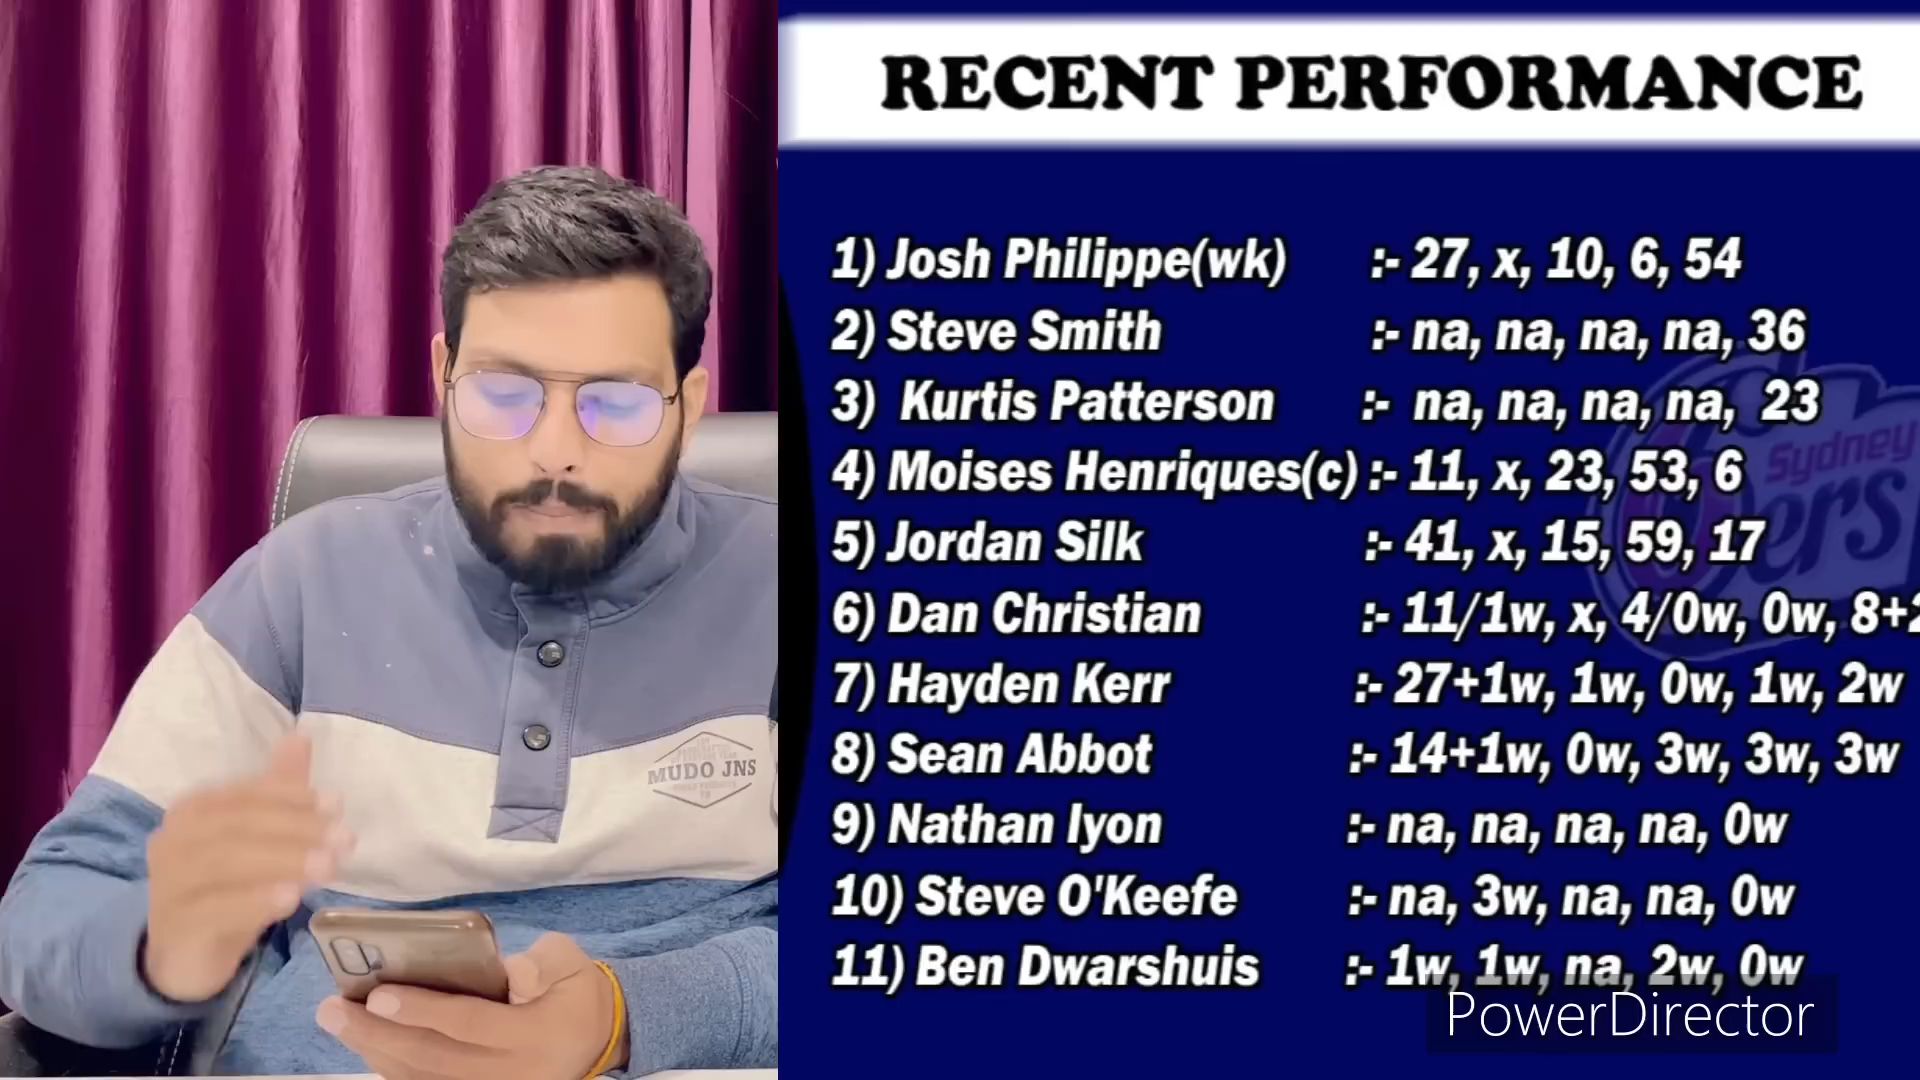 RECENT PERFORMANCE
1) Josh Philippe(wk) :- 27, x, 10, 6, 54
2) Steve Smith :- na, na, na, na, 36
3) Kurtis Patterson :- na, na, na, na, 23
4) Moises Henriques(c) :- 11, x, 23, 53, 6
5) Jordan Silk :- 41, x, 15, 59, 17
6) Dan Christian :- 11/1w, x, 4/0w, 0w, 8+2
7) Hayden Kerr :- 27+1w, 1w, 0w, 1w, 2w
8) Sean Abbot :- 14+1w, 0w, 3w, 3w, 3w
9) Nathan lyon :- na, na, na, na, 0w
10) Steve O'Keefe :- na, 3w, na, na, 0w
11) Ben Dwarshuis :- 1w, 1w, na, 2w, 0w
Sydney
6ers
MUDO JNS
PowerDirector